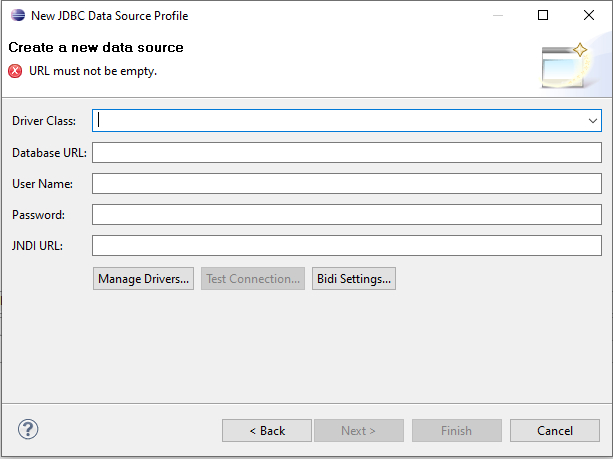 New JDBC Data Source Profile
Create a new data source
URL must not be empty.
Driver Class:
Database URL:
User Name:
Password:
JNDI URL:
Manage Drivers... Test Connection... Bidi Settings...
? < Back Next > Finish Cancel